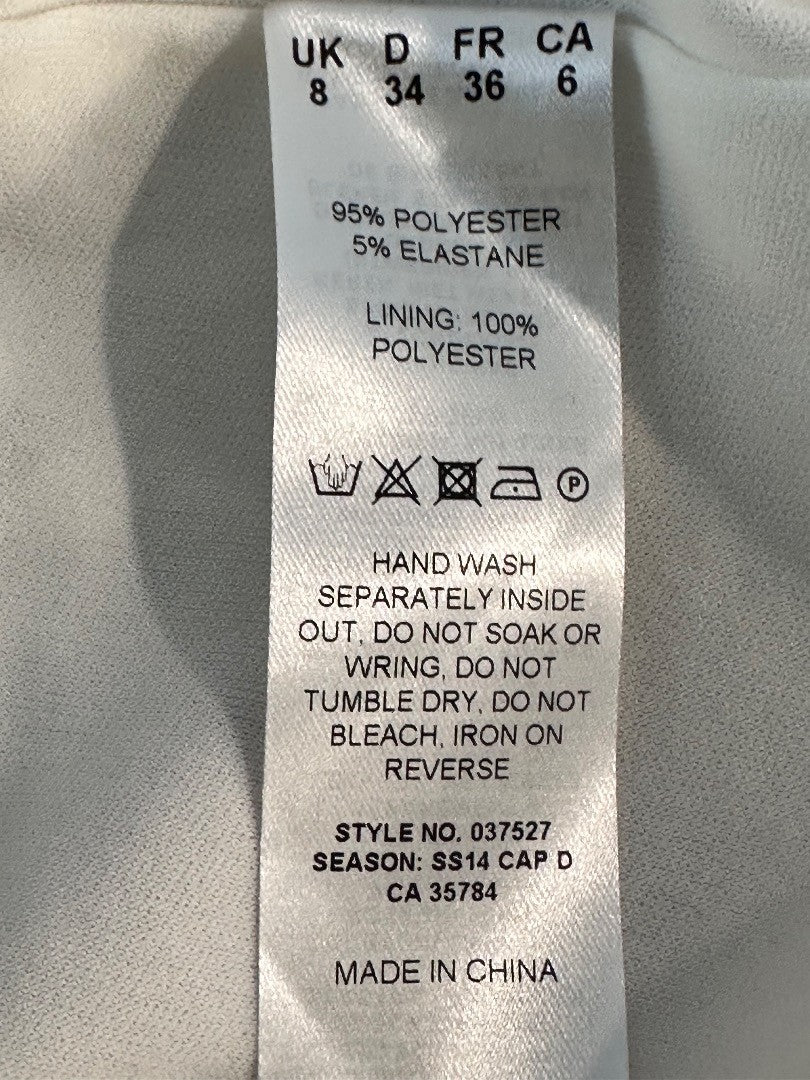 UK D FR CA
8 34 36 6
95% POLYESTER
5% ELASTANE
LINING: 100%
POLYESTER
P
HAND WASH
SEPARATELY INSIDE
OUT, DO NOT SOAK OR
WRING, DO NOT
TUMBLE DRY, DO NOT
BLEACH, IRON ON
REVERSE
STYLE NO. 037527
SEASON: SS14 CAP D
CA 35784
MADE IN CHINA